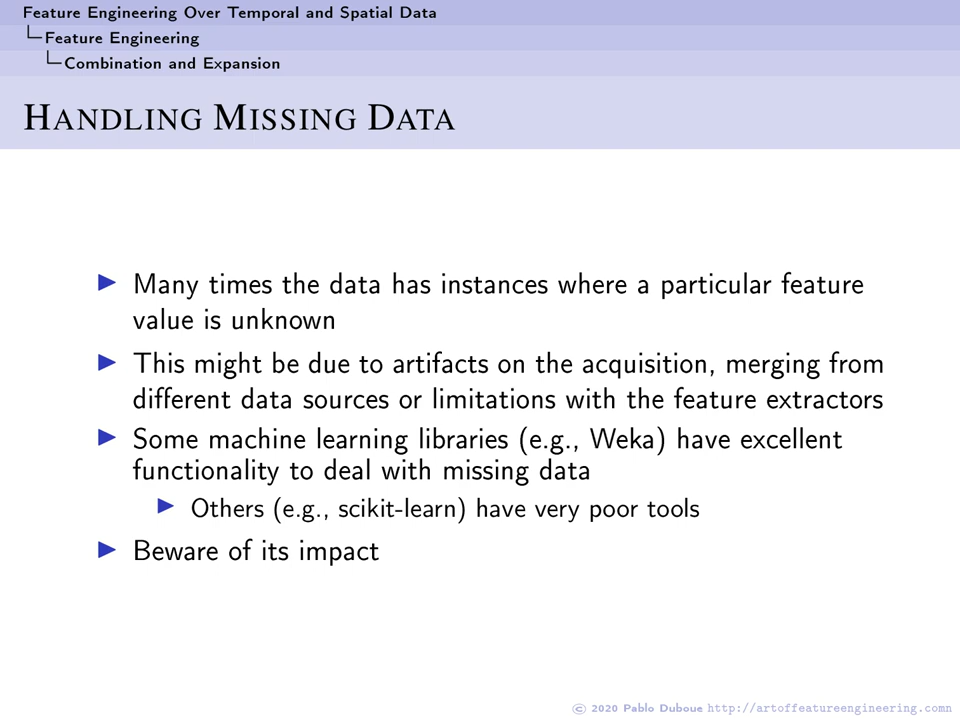 Feature Engineering Over Temporal and Spatial Data
Feature Engineering
Combination and Expansion
HANDLING MISSING DATA
Many times the data has instances where a particular feature
value is unknown
This might be due to artifacts on the acquisition, merging from
different data sources or limitations with the feature extractors
Some machine learning libraries (e.g., Weka) have excellent
functionality to deal with missing data
Others (e.g., scikit-learn) have very poor tools
Beware of its impact
© 2020 Pablo Duboue http://artoffeatureengineering.comn